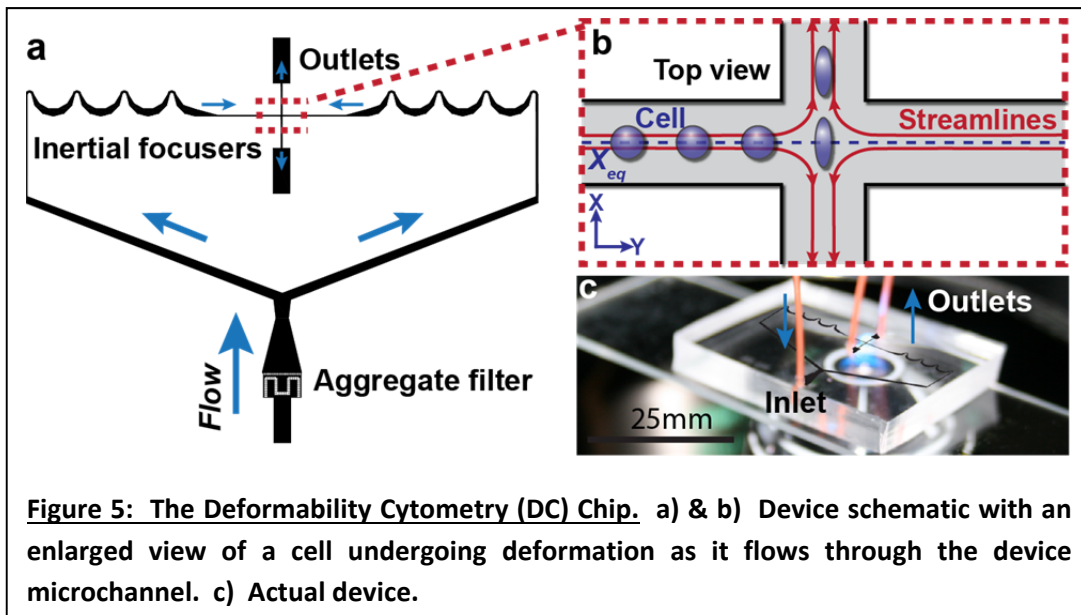 a
Outlets
Inertial focusers
Flow
Aggregate filter
b
Top view
Cell
Streamlines
Xeq
X
Y
c
Outlets
Inlet
25mm
Figure 5: The Deformability Cytometry (DC) Chip. a) & b) Device schematic with an
enlarged view of a cell undergoing deformation as it flows through the device
microchannel. c) Actual device.